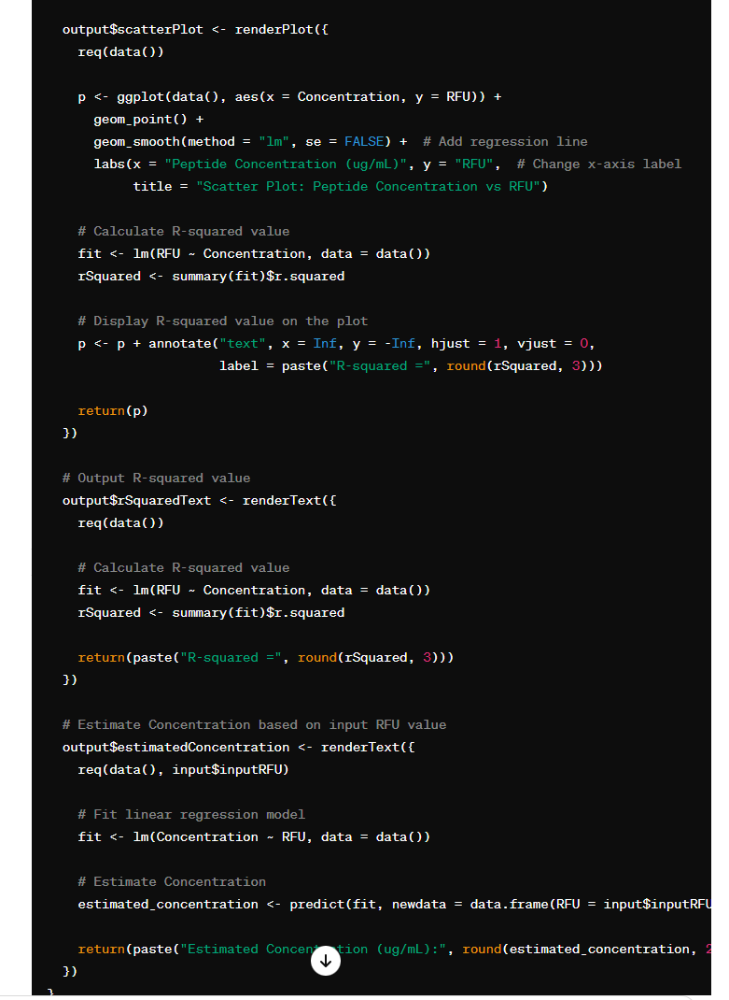 output$scatterPlot <- renderPlot({
  req(data())

  p <- ggplot(data(), aes(x = Concentration, y = RFU)) +
    geom_point() +
    geom_smooth(method = "lm", se = FALSE) +  # Add regression line
    labs(x = "Peptide Concentration (ug/mL)", y = "RFU",  # Change x-axis label
         title = "Scatter Plot: Peptide Concentration vs RFU")

  # Calculate R-squared value
  fit <- lm(RFU ~ Concentration, data = data())
  rSquared <- summary(fit)$r.squared

  # Display R-squared value on the plot
  p <- p + annotate("text", x = Inf, y = -Inf, hjust = 1, vjust = 0,
                    label = paste("R-squared =", round(rSquared, 3)))

  return(p)
})

# Output R-squared value
output$rSquaredText <- renderText({
  req(data())

  # Calculate R-squared value
  fit <- lm(RFU ~ Concentration, data = data())
  rSquared <- summary(fit)$r.squared

  return(paste("R-squared =", round(rSquared, 3)))
})

# Estimate Concentration based on input RFU value
output$estimatedConcentration <- renderText({
  req(data(), input$inputRFU)

  # Fit linear regression model
  fit <- lm(Concentration ~ RFU, data = data())

  # Estimate Concentration
  estimated_concentration <- predict(fit, newdata = data.frame(RFU = input$inputRFU

  return(paste("Estimated Concentration (ug/mL):", round(estimated_concentration, 2
})
}